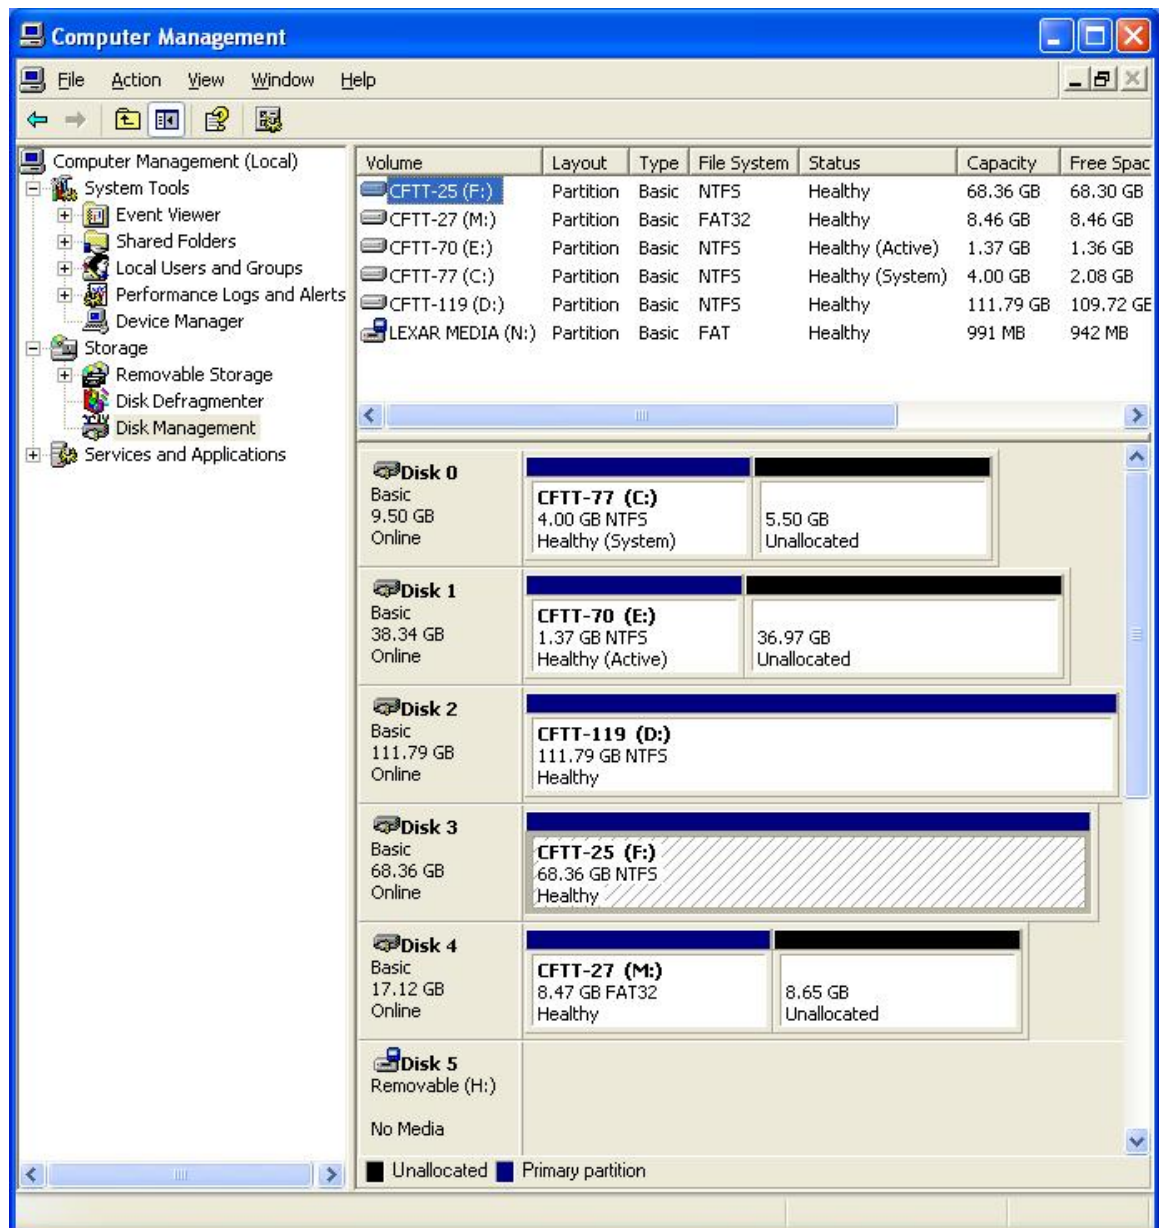 Computer Management
File Action View Window Help
Computer Management (Local)
System Tools
Event Viewer
Shared Folders
Local Users and Groups
Performance Logs and Alerts
Device Manager
Storage
Removable Storage
Disk Defragmenter
Disk Management
Services and Applications
Volume Layout Type File System Status Capacity Free Spac
CFTT-25 (F:) Partition Basic NTFS Healthy 68.36 GB 68.30 GB
CFTT-27 (M:) Partition Basic FAT32 Healthy 8.46 GB 8.46 GB
CFTT-70 (E:) Partition Basic NTFS Healthy (Active) 1.37 GB 1.36 GB
CFTT-77 (C:) Partition Basic NTFS Healthy (System) 4.00 GB 2.08 GB
CFTT-119 (D:) Partition Basic NTFS Healthy 111.79 GB 109.72 GE
LEXAR MEDIA (N:) Partition Basic FAT Healthy 991 MB 942 MB
Disk 0
Basic
9.50 GB
Online
CFTT-77 (C:)
4.00 GB NTFS
Healthy (System)
5.50 GB
Unallocated
Disk 1
Basic
38.34 GB
Online
CFTT-70 (E:)
1.37 GB NTFS
Healthy (Active)
36.97 GB
Unallocated
Disk 2
Basic
111.79 GB
Online
CFTT-119 (D:)
111.79 GB NTFS
Healthy
Disk 3
Basic
68.36 GB
Online
CFTT-25 (F:)
68.36 GB NTFS
Healthy
Disk 4
Basic
17.12 GB
Online
CFTT-27 (M:)
8.47 GB FAT32
Healthy
8.65 GB
Unallocated
Disk 5
Removable (H:)
No Media
Unallocated Primary partition